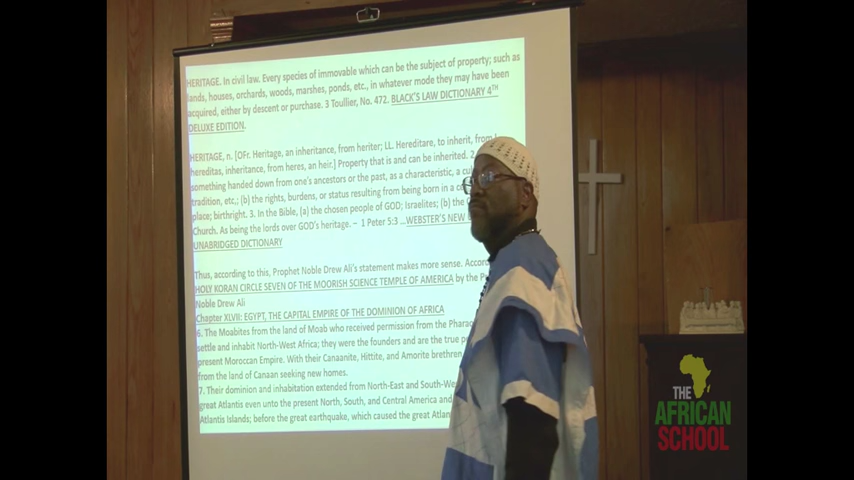 HERITAGE. In civil law. Every species of immovable which can be the subject of property; such as
lands, houses, orchards, woods, marshes, ponds, etc., in whatever mode they may have been
acquired, either by descent or purchase. 3 Toullier, No. 472. BLACK'S LAW DICTIONARY 4TH
DELUXE EDITION.
HERITAGE, n. [OFr. Heritage, an inheritance, from heriter; LL. Hereditare, to inherit, from
hereditas, inheritance, from heres, an heir.] Property that is and can be inherited. 2.
something handed down from one's ancestors or the past, as a characteristic, a
tradition, etc,; (b) the rights, burdens, or status resulting from being born in a
place; birthright. 3. In the Bible, (a) the chosen people of GOD; Israelites; (b) the
Church. As being the lords over GOD's heritage. – 1 Peter 5:3 ...WEBSTER'S NEW
UNABRIDGED DICTIONARY
Thus, according to this, Prophet Noble Drew Ali's statement makes more sense.
HOLY KORAN CIRCLE SEVEN OF THE MOORISH SCIENCE TEMPLE OF AMERICA by the
Noble Drew Ali
Chapter XLVII: EGYPT, THE CAPITAL EMPIRE OF THE DOMINION OF AFRICA
6. The Moabites from the land of Moab who received permission from the
settle and inhabit North-West Africa; they were the founders and are the true
present Moroccan Empire. With their Canaanite, Hittite, and Amorite brethren
from the land of Canaan seeking new homes.
7. Their dominion and inhabitation extended from North-East and
great Atlantis even unto the present North, South, and Central America and
Atlantis Islands; before the great earthquake, which caused the great
THE
AFRICAN
SCHOOL